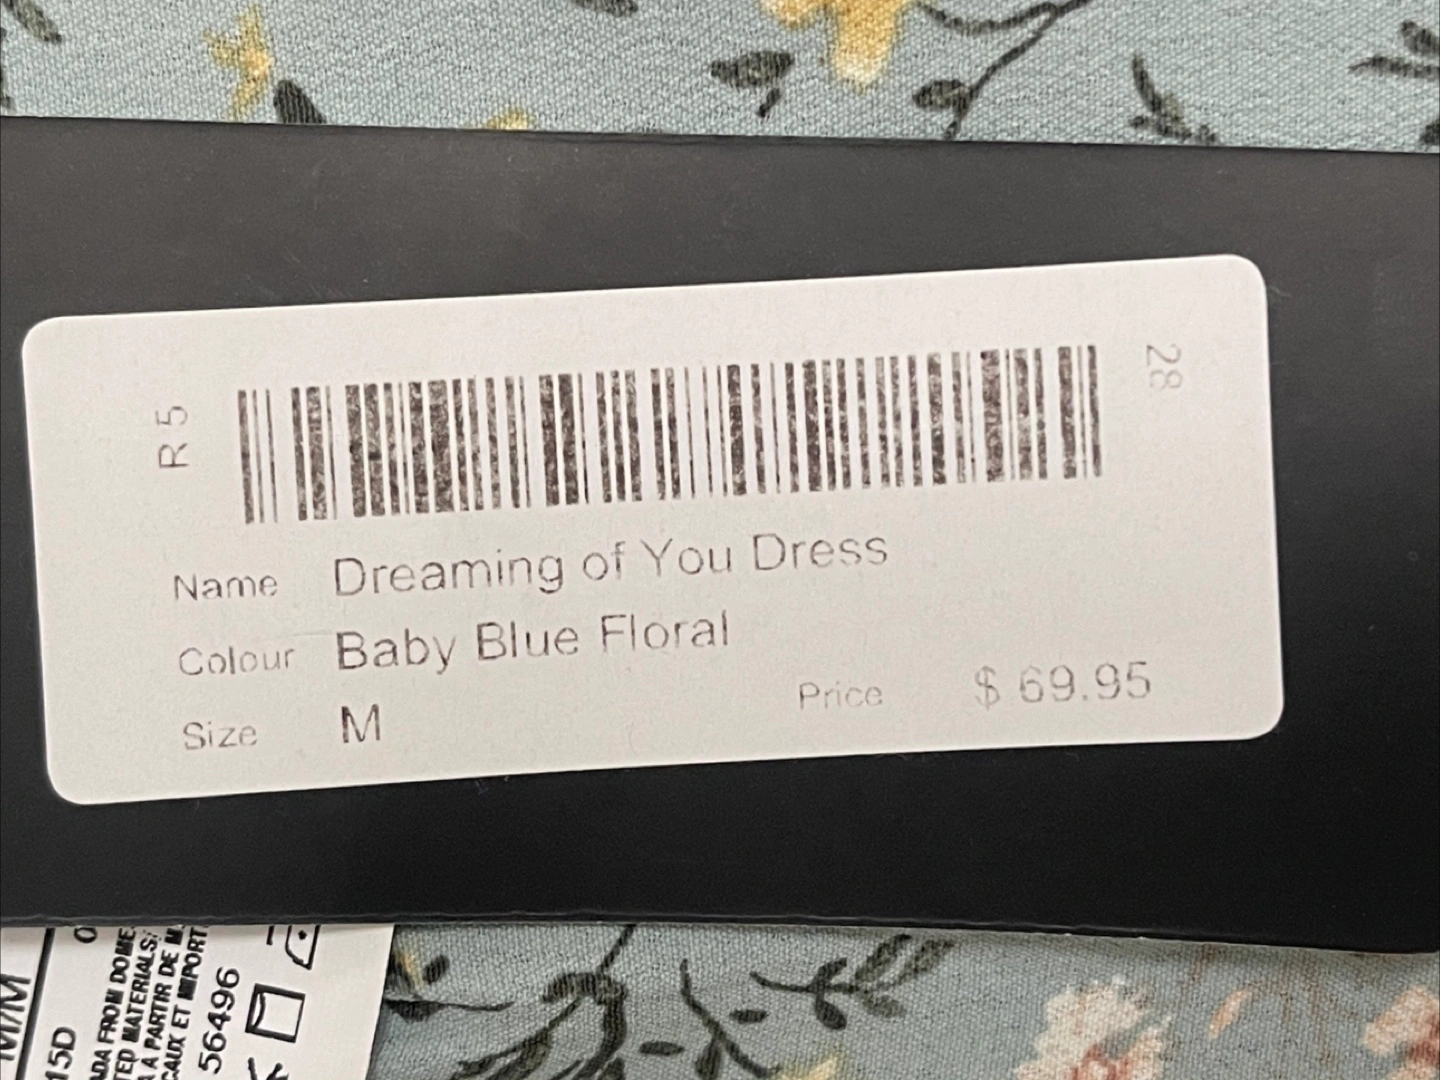 R 5
28
Name Dreaming of You Dress
Colour Baby Blue Floral
Size M Price $ 69.95
M/M
15D
ADA FROM DOME
TED MATERIALS
A PARTIR DE M
CAUX ET IMPORT
56496